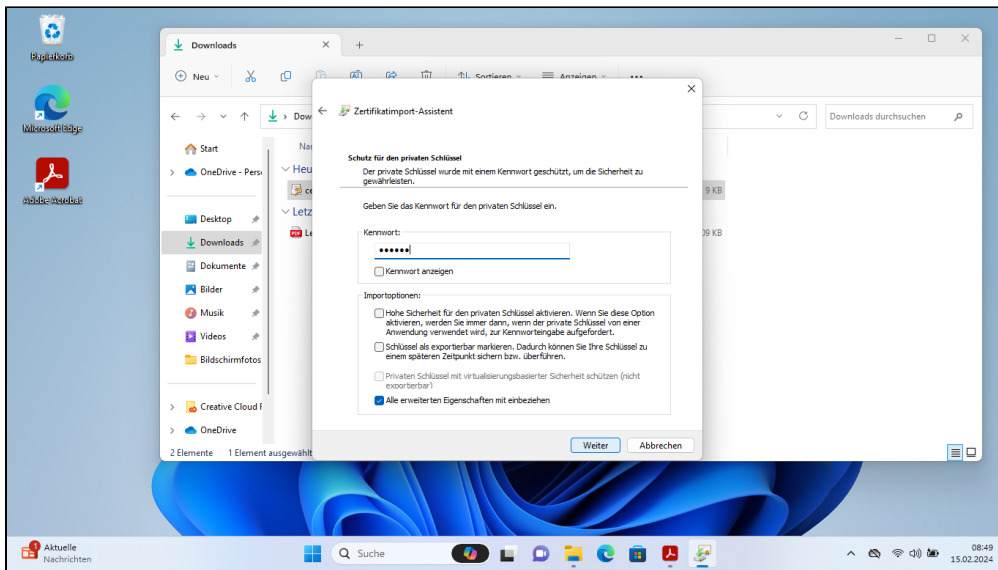 Papierkorb
Microsoft Edge
Adobe Acrobat
Downloads
Neu
Sortieren
Anzeigen
Zertifikatimport-Assistent
Downloads durchsuchen
Start
OneDrive - Pers
Desktop
Downloads
Dokumente
Bilder
Musik
Videos
Bildschirmfotos
Creative Cloud F
OneDrive
2 Elemente
1 Element ausgewählt
9 KB
09 KB
Schutz für den privaten Schlüssel
Der private Schlüssel wurde mit einem Kennwort geschützt, um die Sicherheit zu
gewährleisten.
Geben Sie das Kennwort für den privaten Schlüssel ein.
Kennwort:
••••••
Kennwort anzeigen
Importoptionen:
Hohe Sicherheit für den privaten Schlüssel aktivieren. Wenn Sie diese Option
aktivieren, werden Sie immer dann, wenn der private Schlüssel von einer
Anwendung verwendet wird, zur Kennworteingabe aufgefordert.
Schlüssel als exportierbar markieren. Dadurch können Sie Ihre Schlüssel zu
einem späteren Zeitpunkt sichern bzw. überführen.
Privaten Schlüssel mit virtualisierungsbasierter Sicherheit schützen (nicht
exportierbar)
Alle erweiterten Eigenschaften mit einbeziehen
Weiter
Abbrechen
1
Aktuelle
Nachrichten
Suche
08:49
15.02.2024